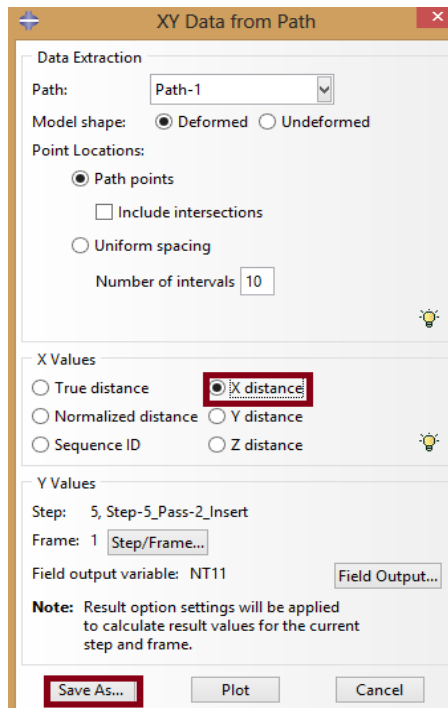 XY Data from Path
Data Extraction
Path: Path-1
Model shape: Deformed Undeformed
Point Locations:
Path points
Include intersections
Uniform spacing
Number of intervals 10
X Values
True distance X distance
Normalized distance Y distance
Sequence ID Z distance
Y Values
Step: 5, Step-5_Pass-2_Insert
Frame: 1 Step/Frame...
Field output variable: NT11 Field Output...
Note: Result option settings will be applied
to calculate result values for the current
step and frame.
Save As... Plot Cancel